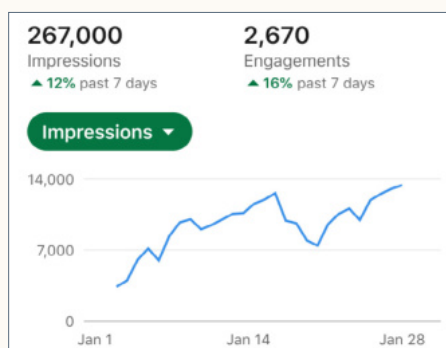 267,000
Impressions
▲ 12% past 7 days
2,670
Engagements
▲ 16% past 7 days
Impressions
14,000
7,000
0
Jan 1
Jan 14
Jan 28